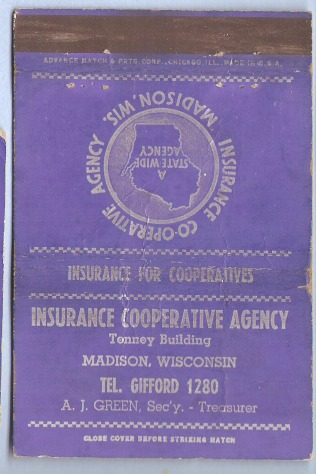 ADVANCE MATCH & PRTG. CORP., CHICAGO, ILL., MADE IN U.S.A.
INSURANCE CO-OPERATIVE AGENCY
MADISON, WIS.
A
STATE WIDE
AGENCY
INSURANCE FOR COOPERATIVES
INSURANCE COOPERATIVE AGENCY
Tenney Building
MADISON, WISCONSIN
TEL. GIFFORD 1280
A. J. GREEN, Sec'y. - Treasurer
CLOSE COVER BEFORE STRIKING MATCH